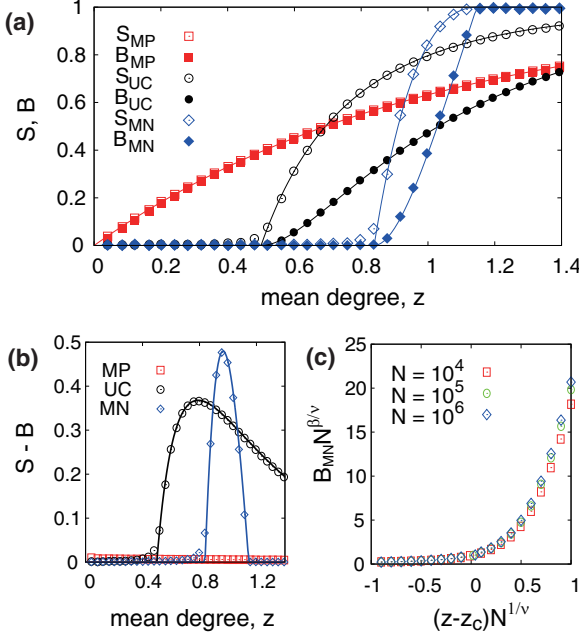 (a)
S_MP
B_MP
S_UC
B_UC
S_MN
B_MN
S, B
1
0.8
0.6
0.4
0.2
0
0 0.2 0.4 0.6 0.8 1 1.2 1.4
mean degree, z
(b)
MP
UC
MN
S - B
0.5
0.4
0.3
0.2
0.1
0
0 0.4 0.8 1.2
mean degree, z
(c)
N = 10^4
N = 10^5
N = 10^6
B_MN N^β/ν
25
20
15
10
5
0
-1 -0.5 0 0.5 1
(z-z_c)N^1/ν